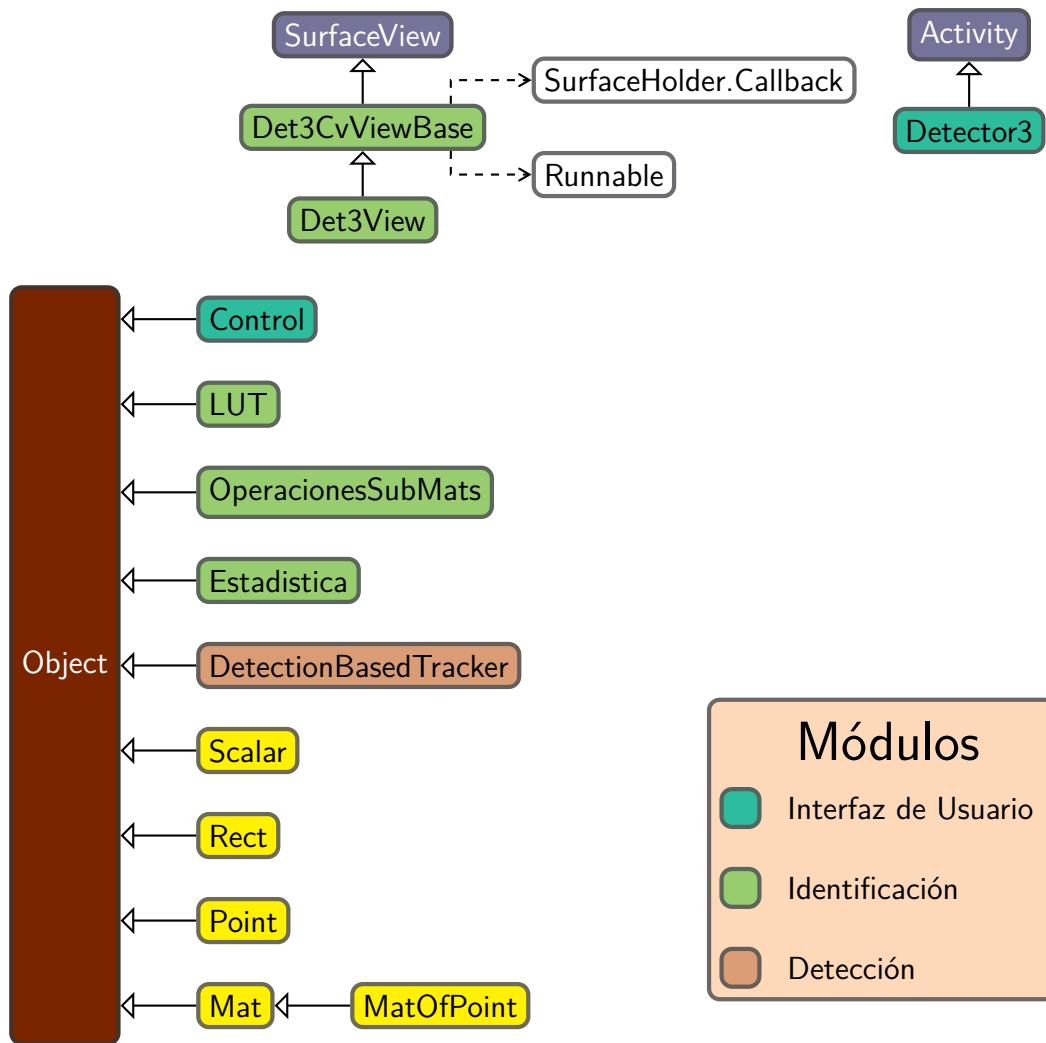 SurfaceView
Activity
SurfaceHolder.Callback
Det3CvViewBase
Detector3
Runnable
Det3View
Control
LUT
OperacionesSubMats
Estadistica
Object
DetectionBasedTracker
Scalar
Rect
Point
Mat
MatOfPoint
Módulos
Interfaz de Usuario
Identificación
Detección